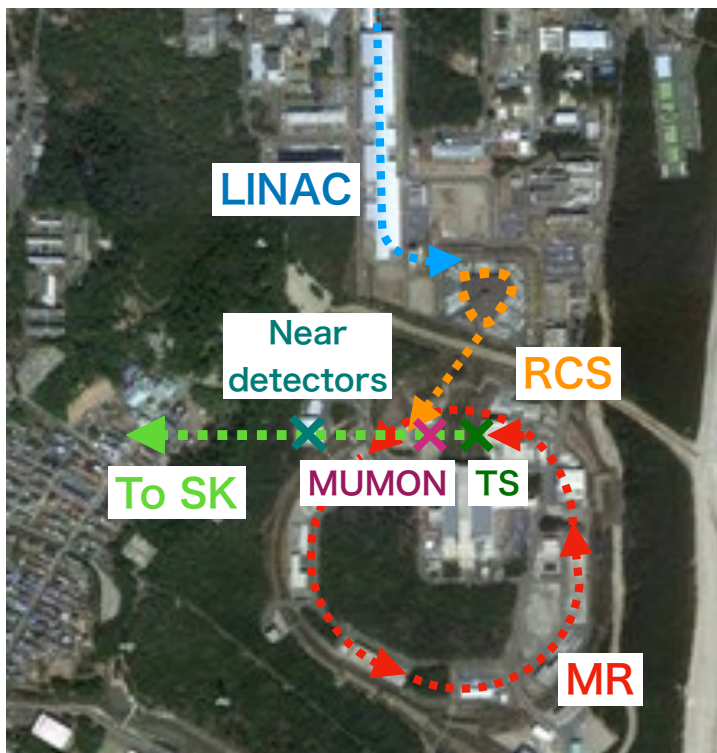 LINAC
Near
detectors
RCS
MUMON
TS
To SK
MR